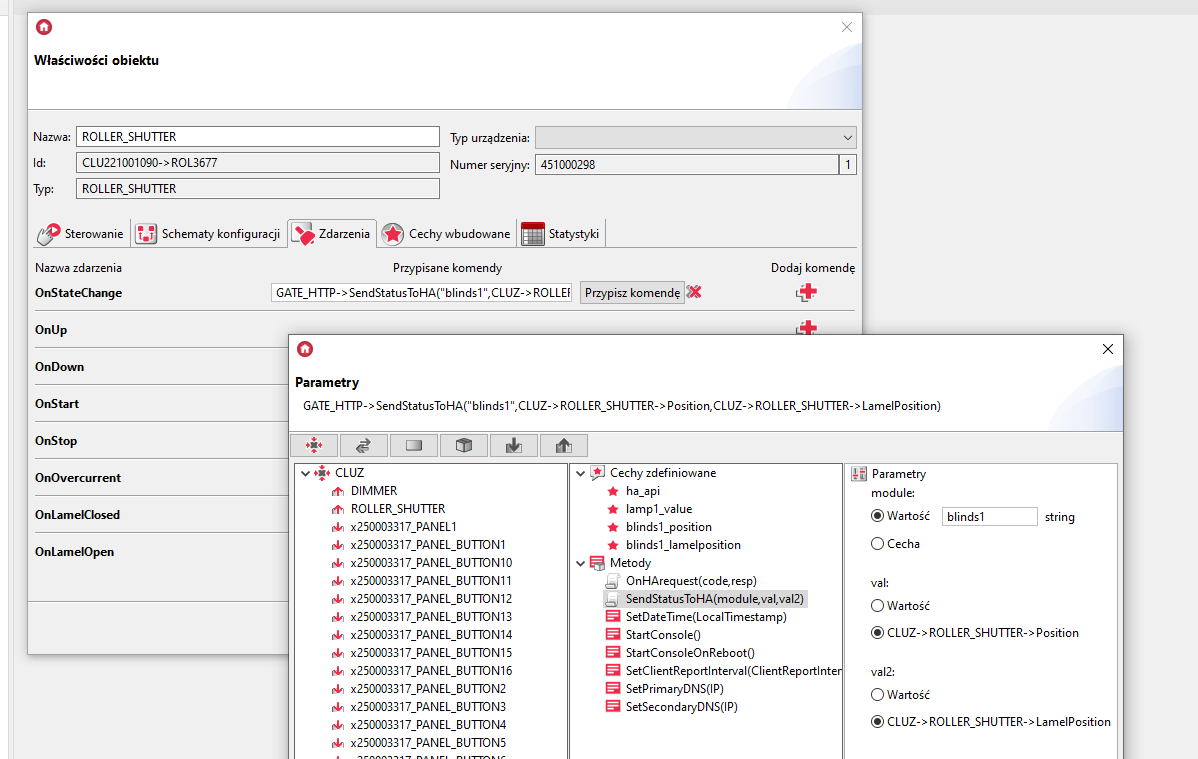 Właściwości obiektu
Nazwa: ROLLER_SHUTTER Typ urządzenia:
Id: CLU221001090->ROL3677 Numer seryjny: 451000298 1
Typ: ROLLER_SHUTTER
Sterowanie Schematy konfiguracji Zdarzenia Cechy wbudowane Statystyki
Nazwa zdarzenia Przypisane komendy Dodaj komendę
OnStateChange GATE_HTTP->SendStatusToHA("blinds1",CLUZ->ROLLER Przypisz komendę
OnUp
OnDown
OnStart
OnStop
OnOvercurrent
OnLamelClosed
OnLamelOpen
Parametry
GATE_HTTP->SendStatusToHA("blinds1",CLUZ->ROLLER_SHUTTER->Position,CLUZ->ROLLER_SHUTTER->LamelPosition)
CLUZ
DIMMER
ROLLER_SHUTTER
x250003317_PANEL1
x250003317_PANEL_BUTTON1
x250003317_PANEL_BUTTON10
x250003317_PANEL_BUTTON11
x250003317_PANEL_BUTTON12
x250003317_PANEL_BUTTON13
x250003317_PANEL_BUTTON14
x250003317_PANEL_BUTTON15
x250003317_PANEL_BUTTON16
x250003317_PANEL_BUTTON2
x250003317_PANEL_BUTTON3
x250003317_PANEL_BUTTON4
x250003317_PANEL_BUTTON5
Cechy zdefiniowane
ha_api
lamp1_value
blinds1_position
blinds1_lamelposition
Metody
OnHArequest(code,resp)
SendStatusToHA(module,val,val2)
SetDateTime(LocalTimestamp)
StartConsole()
StartConsoleOnReboot()
SetClientReportInterval(ClientReportInter
SetPrimaryDNS(IP)
SetSecondaryDNS(IP)
Parametry
module:
Wartość blinds1 string
Cecha
val:
Wartość
CLUZ->ROLLER_SHUTTER->Position
val2:
Wartość
CLUZ->ROLLER_SHUTTER->LamelPosition